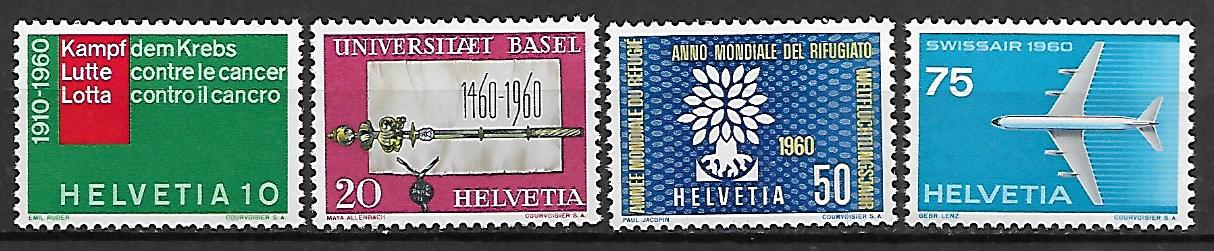 1910-1960
Kampf dem Krebs
Lutte contre le cancer
Lotta contro il cancro
HELVETIA 10
EMIL RUDER COURVOISIER S.A.
UNIVERSITÆT BASEL
1460-1960
20 HELVETIA
MAYA ALLENBACH COURVOISIER S.A.
ANNÉE MONDIALE DU RÉFUGIÉ
ANNO MONDIALE DEL RIFUGIATO
WELTFLÜCHTLINGSJAHR
1960
HELVETIA 50
PAUL JACOPIN COURVOISIER S.A.
SWISSAIR 1960
75
HELVETIA
GEBR. LENZ COURVOISIER S.A.